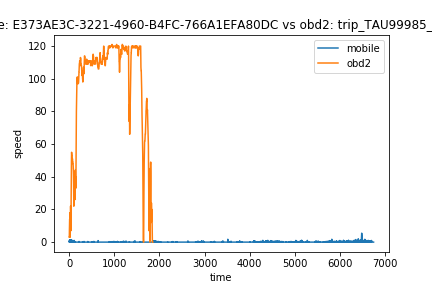 e: E373AE3C-3221-4960-B4FC-766A1EFA80DC vs obd2: trip_TAU99985_
mobile
obd2
120
100
80
60
40
20
0
speed
0 1000 2000 3000 4000 5000 6000 7000
time